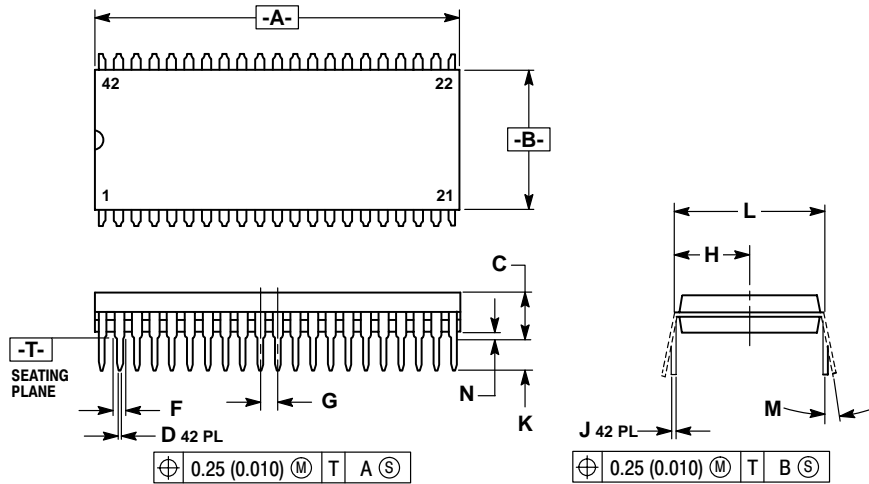 -A-
42
22
-B-
1
21
L
H
C
-T-
SEATING
PLANE
N
G
K
F
D 42 PL
M
J 42 PL
⌖ 0.25 (0.010) Ⓜ T A Ⓢ
⌖ 0.25 (0.010) Ⓜ T B Ⓢ